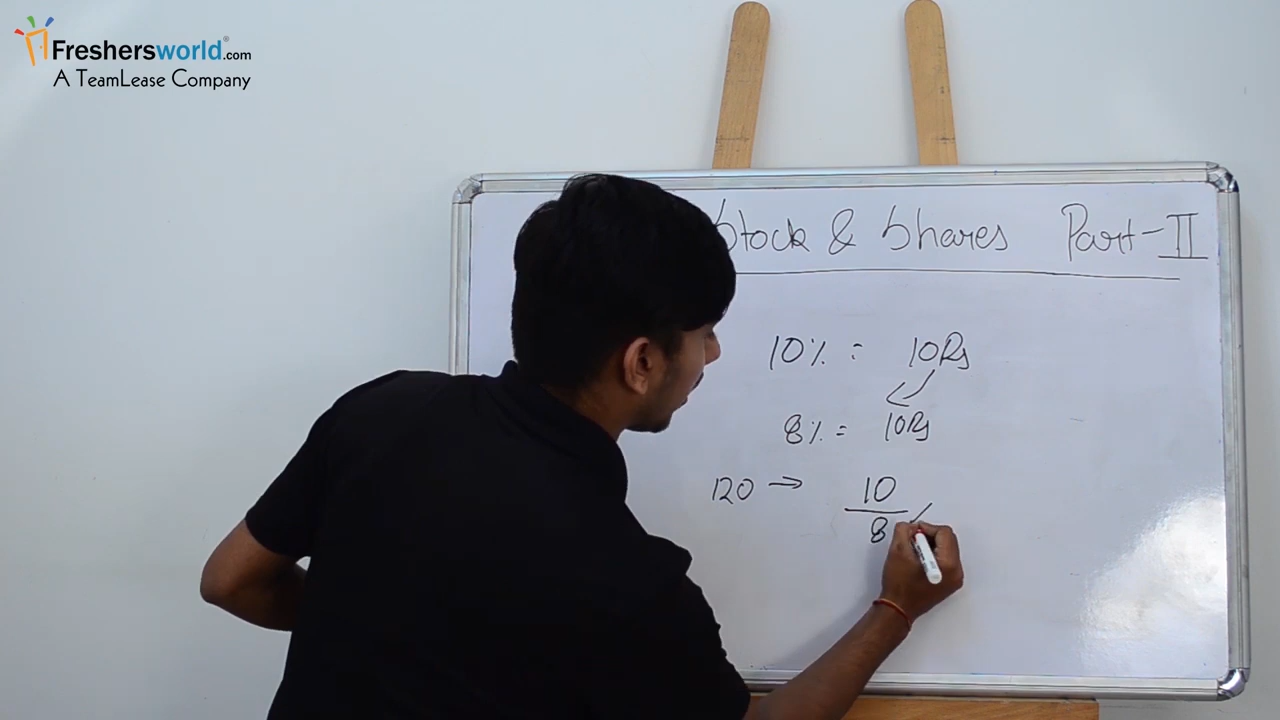 Freshersworld.com
A TeamLease Company
Stock & Shares Part-II
10% = 10Rs
8% = 10Rs
120 → 10
8